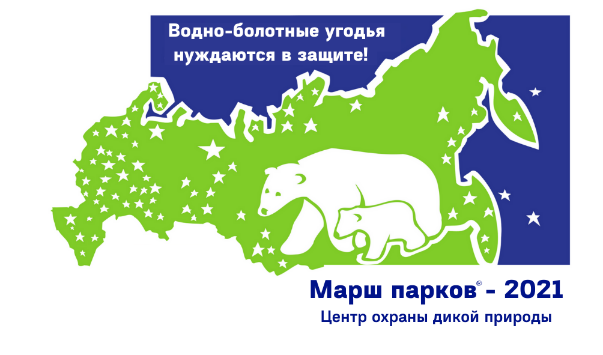 Водно-болотные угодья
нуждаются в защите!
Марш парков® - 2021
Центр охраны дикой природы